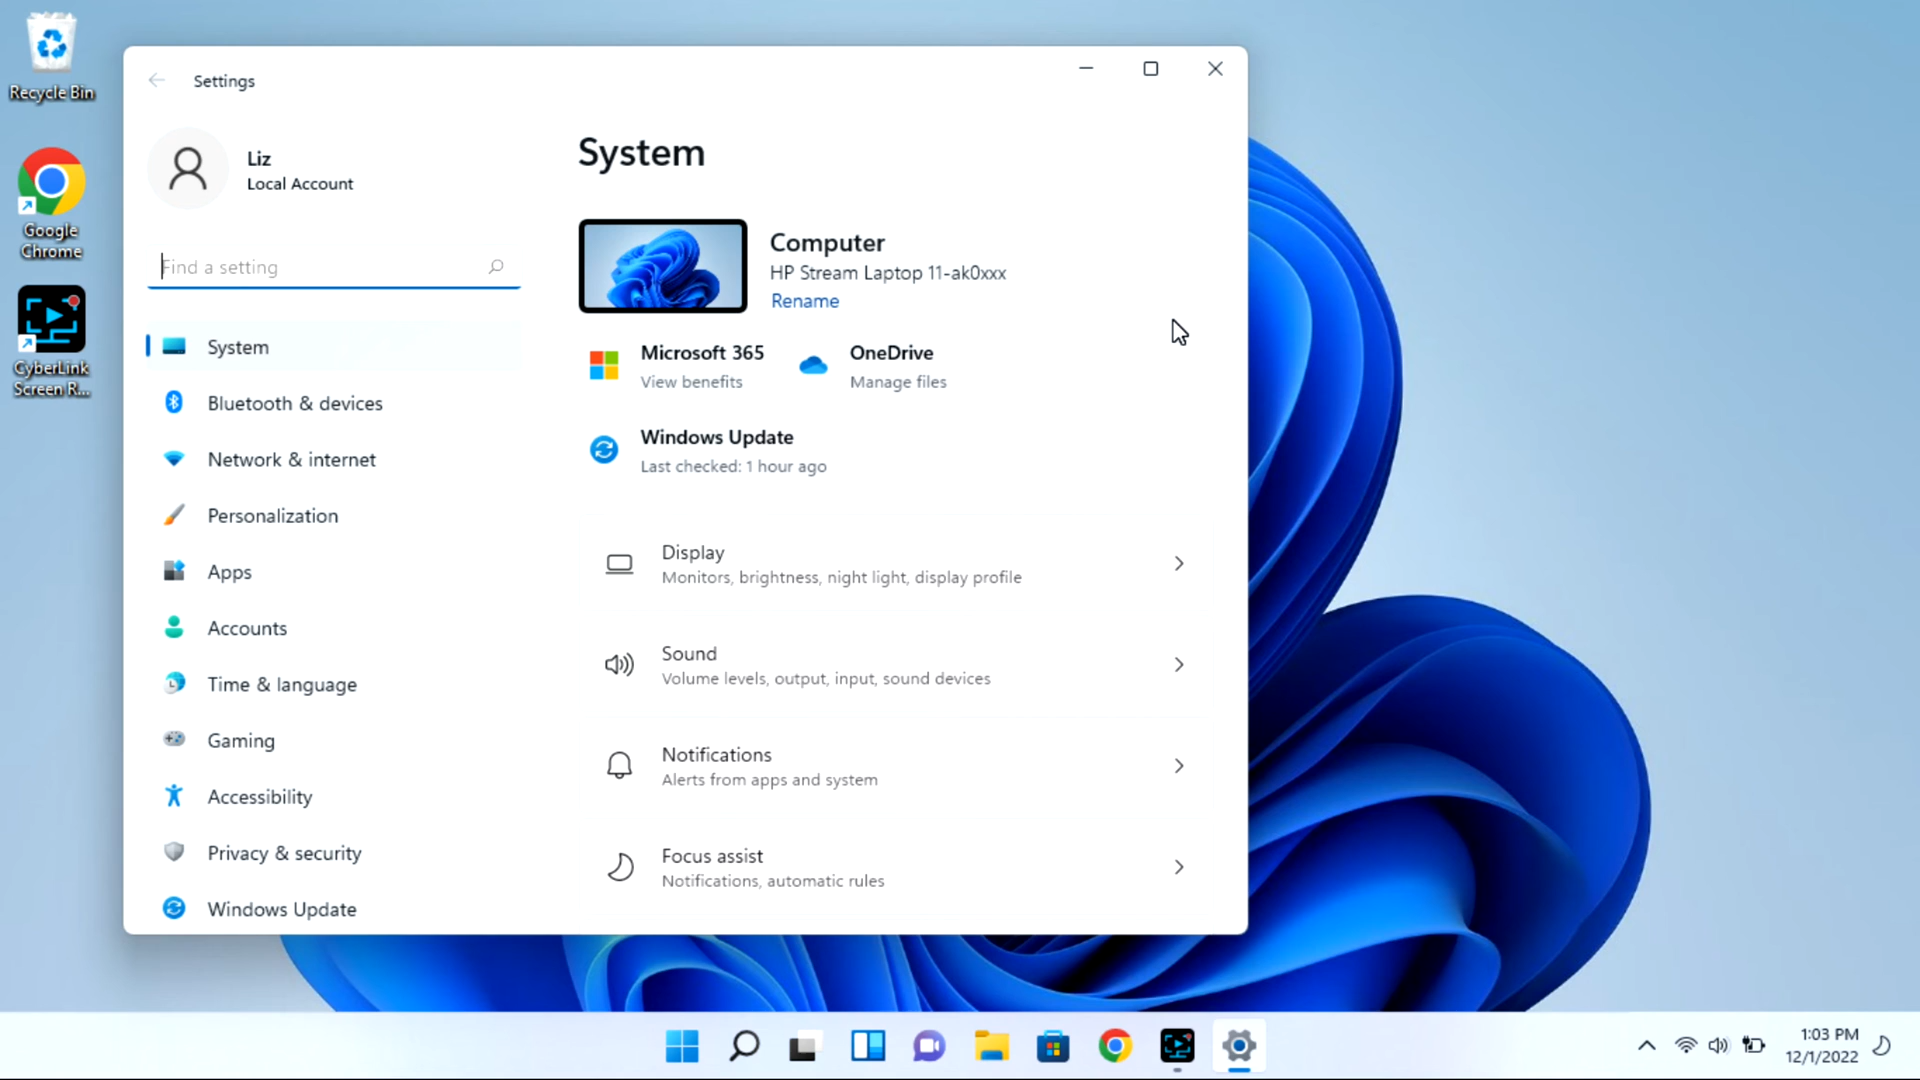 Recycle Bin
Google
Chrome
CyberLink
Screen R...
Settings
Liz
Local Account
Find a setting
System
Bluetooth & devices
Network & internet
Personalization
Apps
Accounts
Time & language
Gaming
Accessibility
Privacy & security
Windows Update
System
Computer
HP Stream Laptop 11-ak0xxx
Rename
Microsoft 365
View benefits
OneDrive
Manage files
Windows Update
Last checked: 1 hour ago
Display
Monitors, brightness, night light, display profile
Sound
Volume levels, output, input, sound devices
Notifications
Alerts from apps and system
Focus assist
Notifications, automatic rules
1:03 PM
12/1/2022